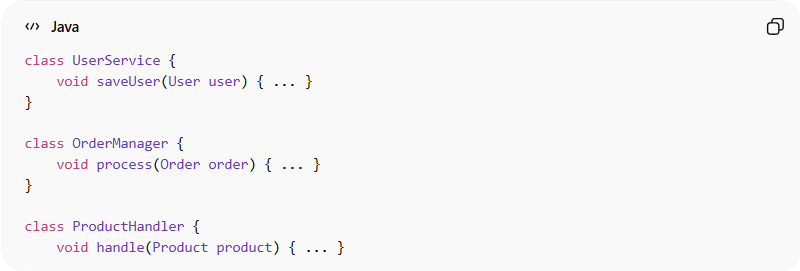 Java
class UserService {
    void saveUser(User user) { ... }
}

class OrderManager {
    void process(Order order) { ... }
}

class ProductHandler {
    void handle(Product product) { ... }